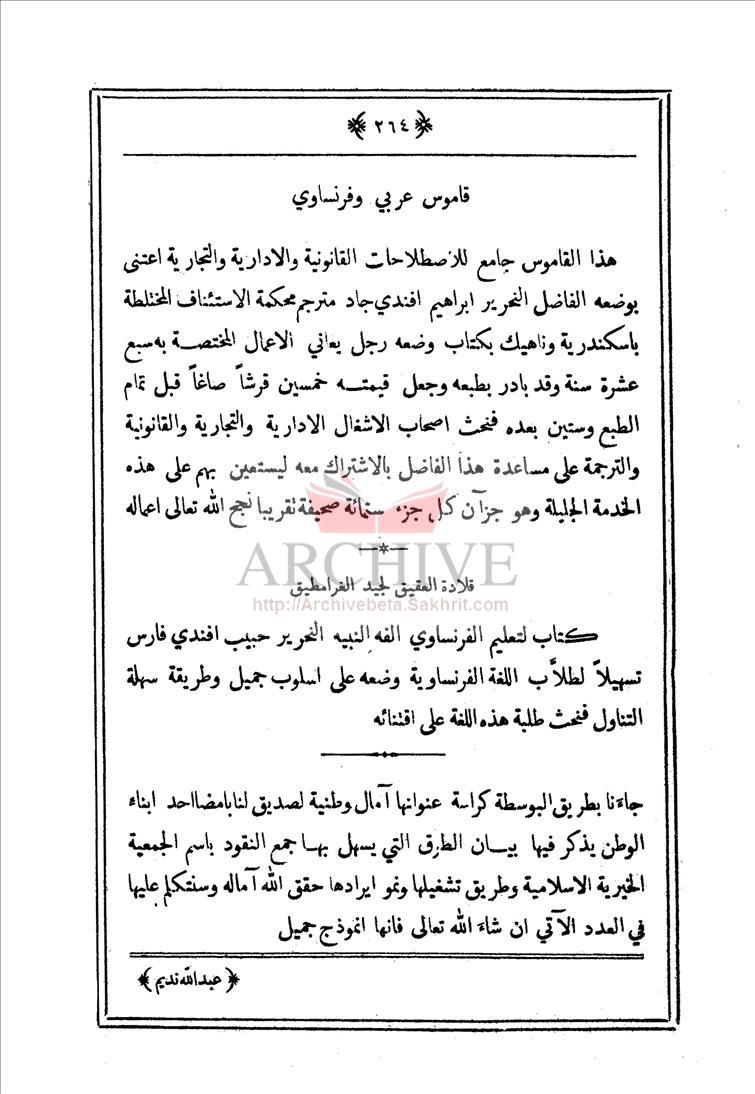 ﴿ ٢٦٤ ﴾
قاموس عربي وفرنساوي
هذا القاموس جامع للاصطلاحات القانونية والادارية والتجارية اعتنى
بوضعه الفاضل النحرير ابراهيم افندي جاد مترجم محكمة الاستئناف المختلطة
باسكندرية وناهيك بكتاب وضعه رجل يعاني الاعمال المختصة به سبع
عشرة سنة وقد بادر بطبعه وجعل قيمته خمسين قرشاً صاغاً قبل تمام
الطبع وستين بعده فنحث اصحاب الاشغال الادارية والتجارية والقانونية
والترجمة على مساعدة هذا الفاضل بالاشتراك معه ليستعين بهم على هذه
الخدمة الجليلة وهو جزآن كل جزء ستمائة صحيفة تقريبا نجح الله تعالى اعماله
ARCHIVE
قلادة العقيق لجيد الغرامطيق
http://Archivebeta.Sakhrit.com
كتاب لتعليم الفرنساوي الفه النبيه النحرير حبيب افندي فارس
تسهيلاً لطلاَّب اللغة الفرنساوية وضعه على اسلوب جميل وطريقة سهلة
التناول فنحث طلبة هذه اللغة على اقتنائه
جاءنا بطريق البوسطة كراسة عنوانها آمال وطنية لصديق لنا بامضا احد ابناء
الوطن يذكر فيها بيان الطرق التي يسهل بها جمع النقود باسم الجمعية
الخيرية الاسلامية وطريق تشغيلها ونمو ايرادها حقق الله آماله وسنتكلم عليها
في العدد الآتي ان شاء الله تعالى فانها انموذج جميل
﴿ عبدالله نديم ﴾